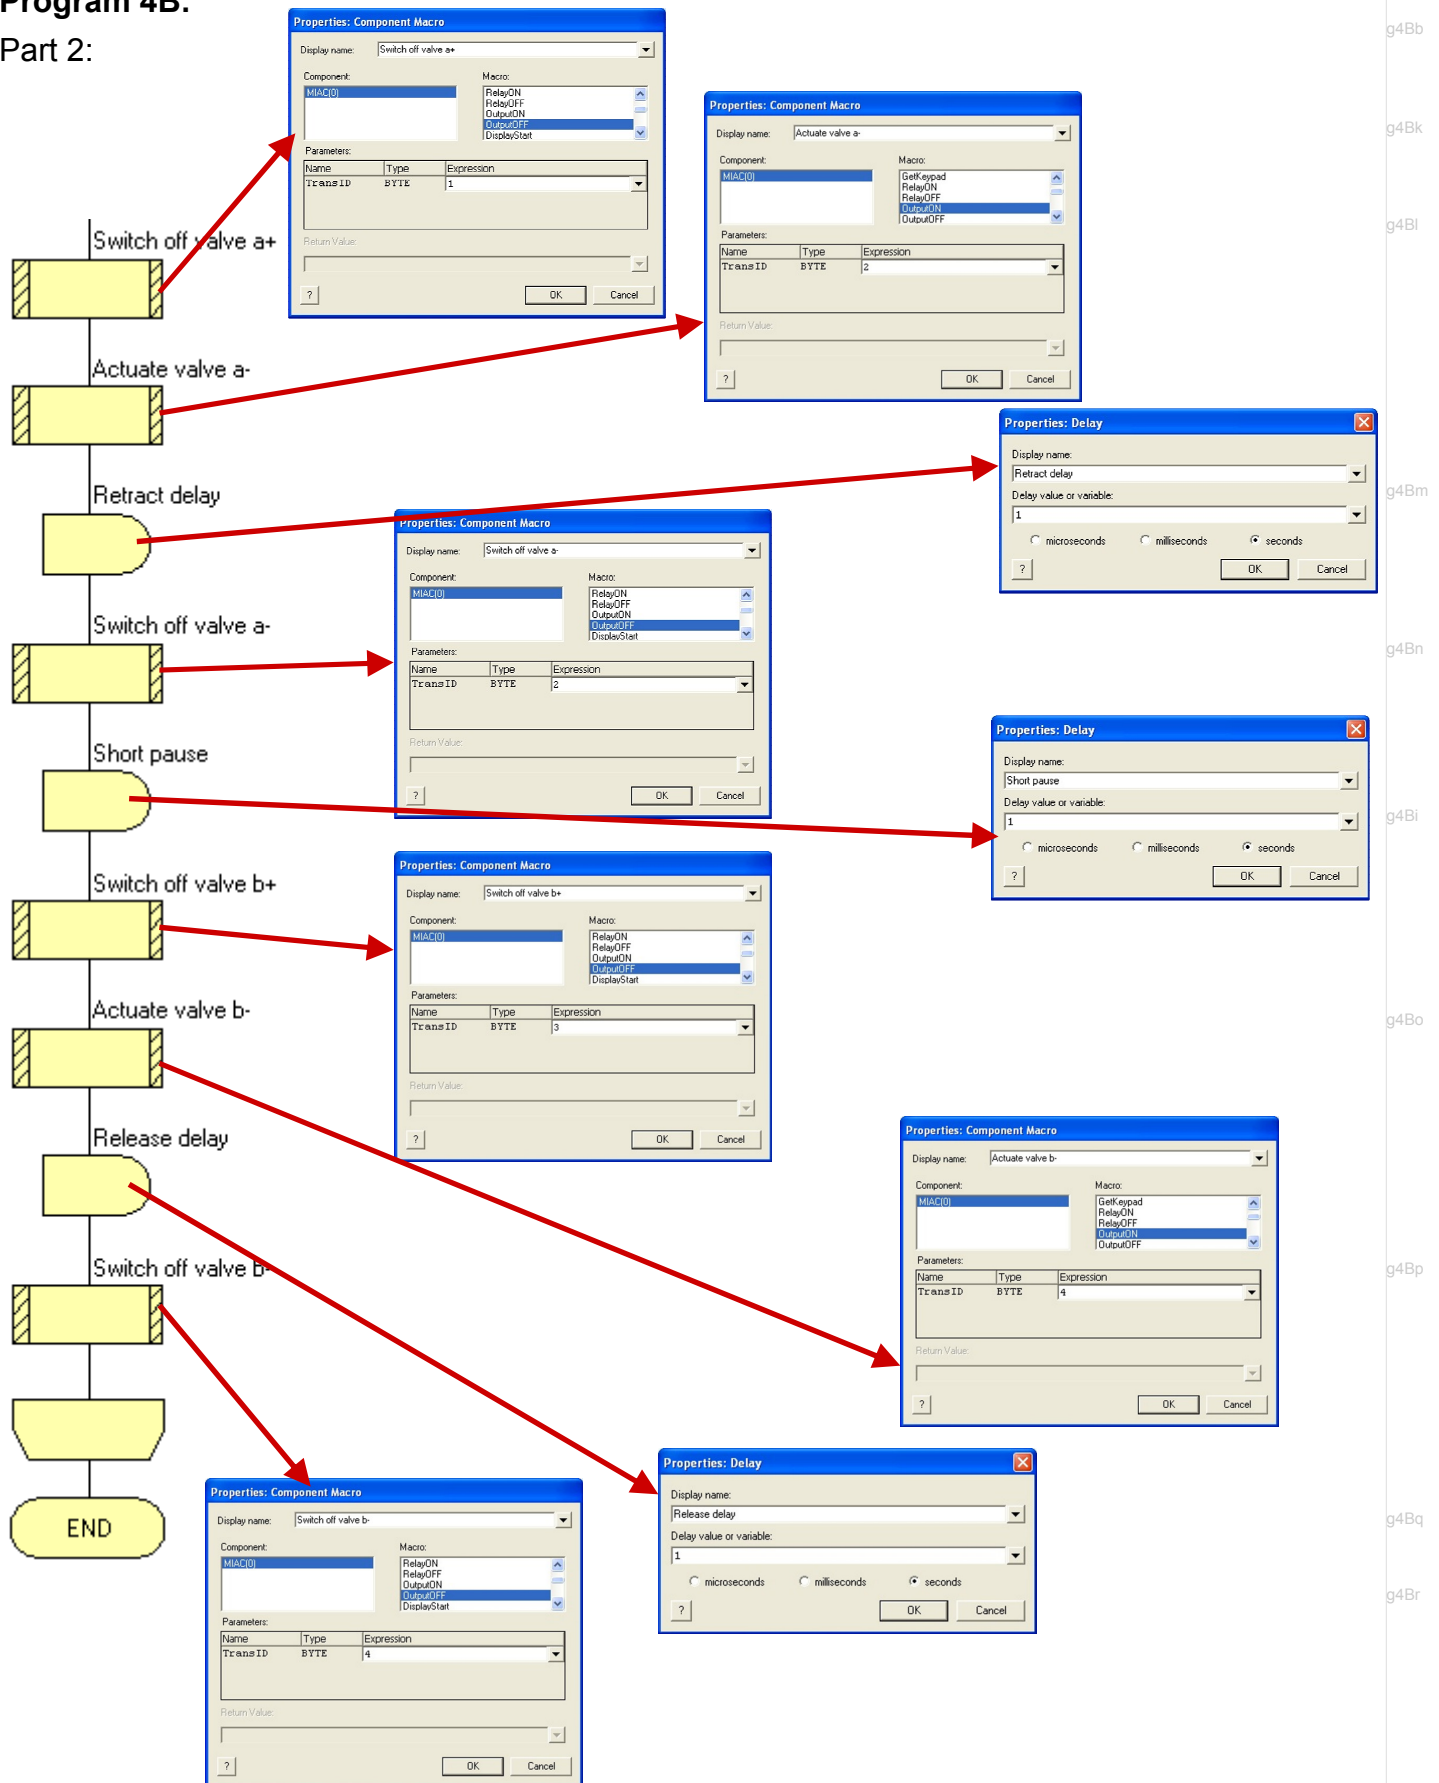 Program 4B.
Part 2:
Switch off valve a+
Actuate valve a-
Retract delay
Switch off valve a-
Short pause
Switch off valve b+
Actuate valve b-
Release delay
Switch off valve b-
END
Properties: Component Macro
Display name: Switch off valve a+
Component: Macro:
MIAC(0)
RelayON
RelayOFF
OutputON
OutputOFF
DisplayStart
Parameters:
Name Type Expression
TransID BYTE 1
Return Value:
? OK Cancel
Properties: Component Macro
Display name: Actuate valve a-
Component: Macro:
MIAC(0)
GetKeypad
RelayON
RelayOFF
OutputON
OutputOFF
Parameters:
Name Type Expression
TransID BYTE 2
Return Value:
? OK Cancel
Properties: Delay
Display name:
Retract delay
Delay value or variable:
1
microseconds milliseconds seconds
? OK Cancel
Properties: Component Macro
Display name: Switch off valve a-
Component: Macro:
MIAC(0)
RelayON
RelayOFF
OutputON
OutputOFF
DisplayStart
Parameters:
Name Type Expression
TransID BYTE 2
Return Value:
? OK Cancel
Properties: Delay
Display name:
Short pause
Delay value or variable:
1
microseconds milliseconds seconds
? OK Cancel
Properties: Component Macro
Display name: Switch off valve b+
Component: Macro:
MIAC(0)
RelayON
RelayOFF
OutputON
OutputOFF
DisplayStart
Parameters:
Name Type Expression
TransID BYTE 3
Return Value:
? OK Cancel
Properties: Component Macro
Display name: Actuate valve b-
Component: Macro:
MIAC(0)
GetKeypad
RelayON
RelayOFF
OutputON
OutputOFF
Parameters:
Name Type Expression
TransID BYTE 4
Return Value:
? OK Cancel
Properties: Delay
Display name:
Release delay
Delay value or variable:
1
microseconds milliseconds seconds
? OK Cancel
Properties: Component Macro
Display name: Switch off valve b-
Component: Macro:
MIAC(0)
RelayON
RelayOFF
OutputON
OutputOFF
DisplayStart
Parameters:
Name Type Expression
TransID BYTE 4
Return Value:
? OK Cancel
g4Bb
g4Bk
g4Bl
g4Bm
g4Bn
g4Bi
g4Bo
g4Bp
g4Bq
g4Br